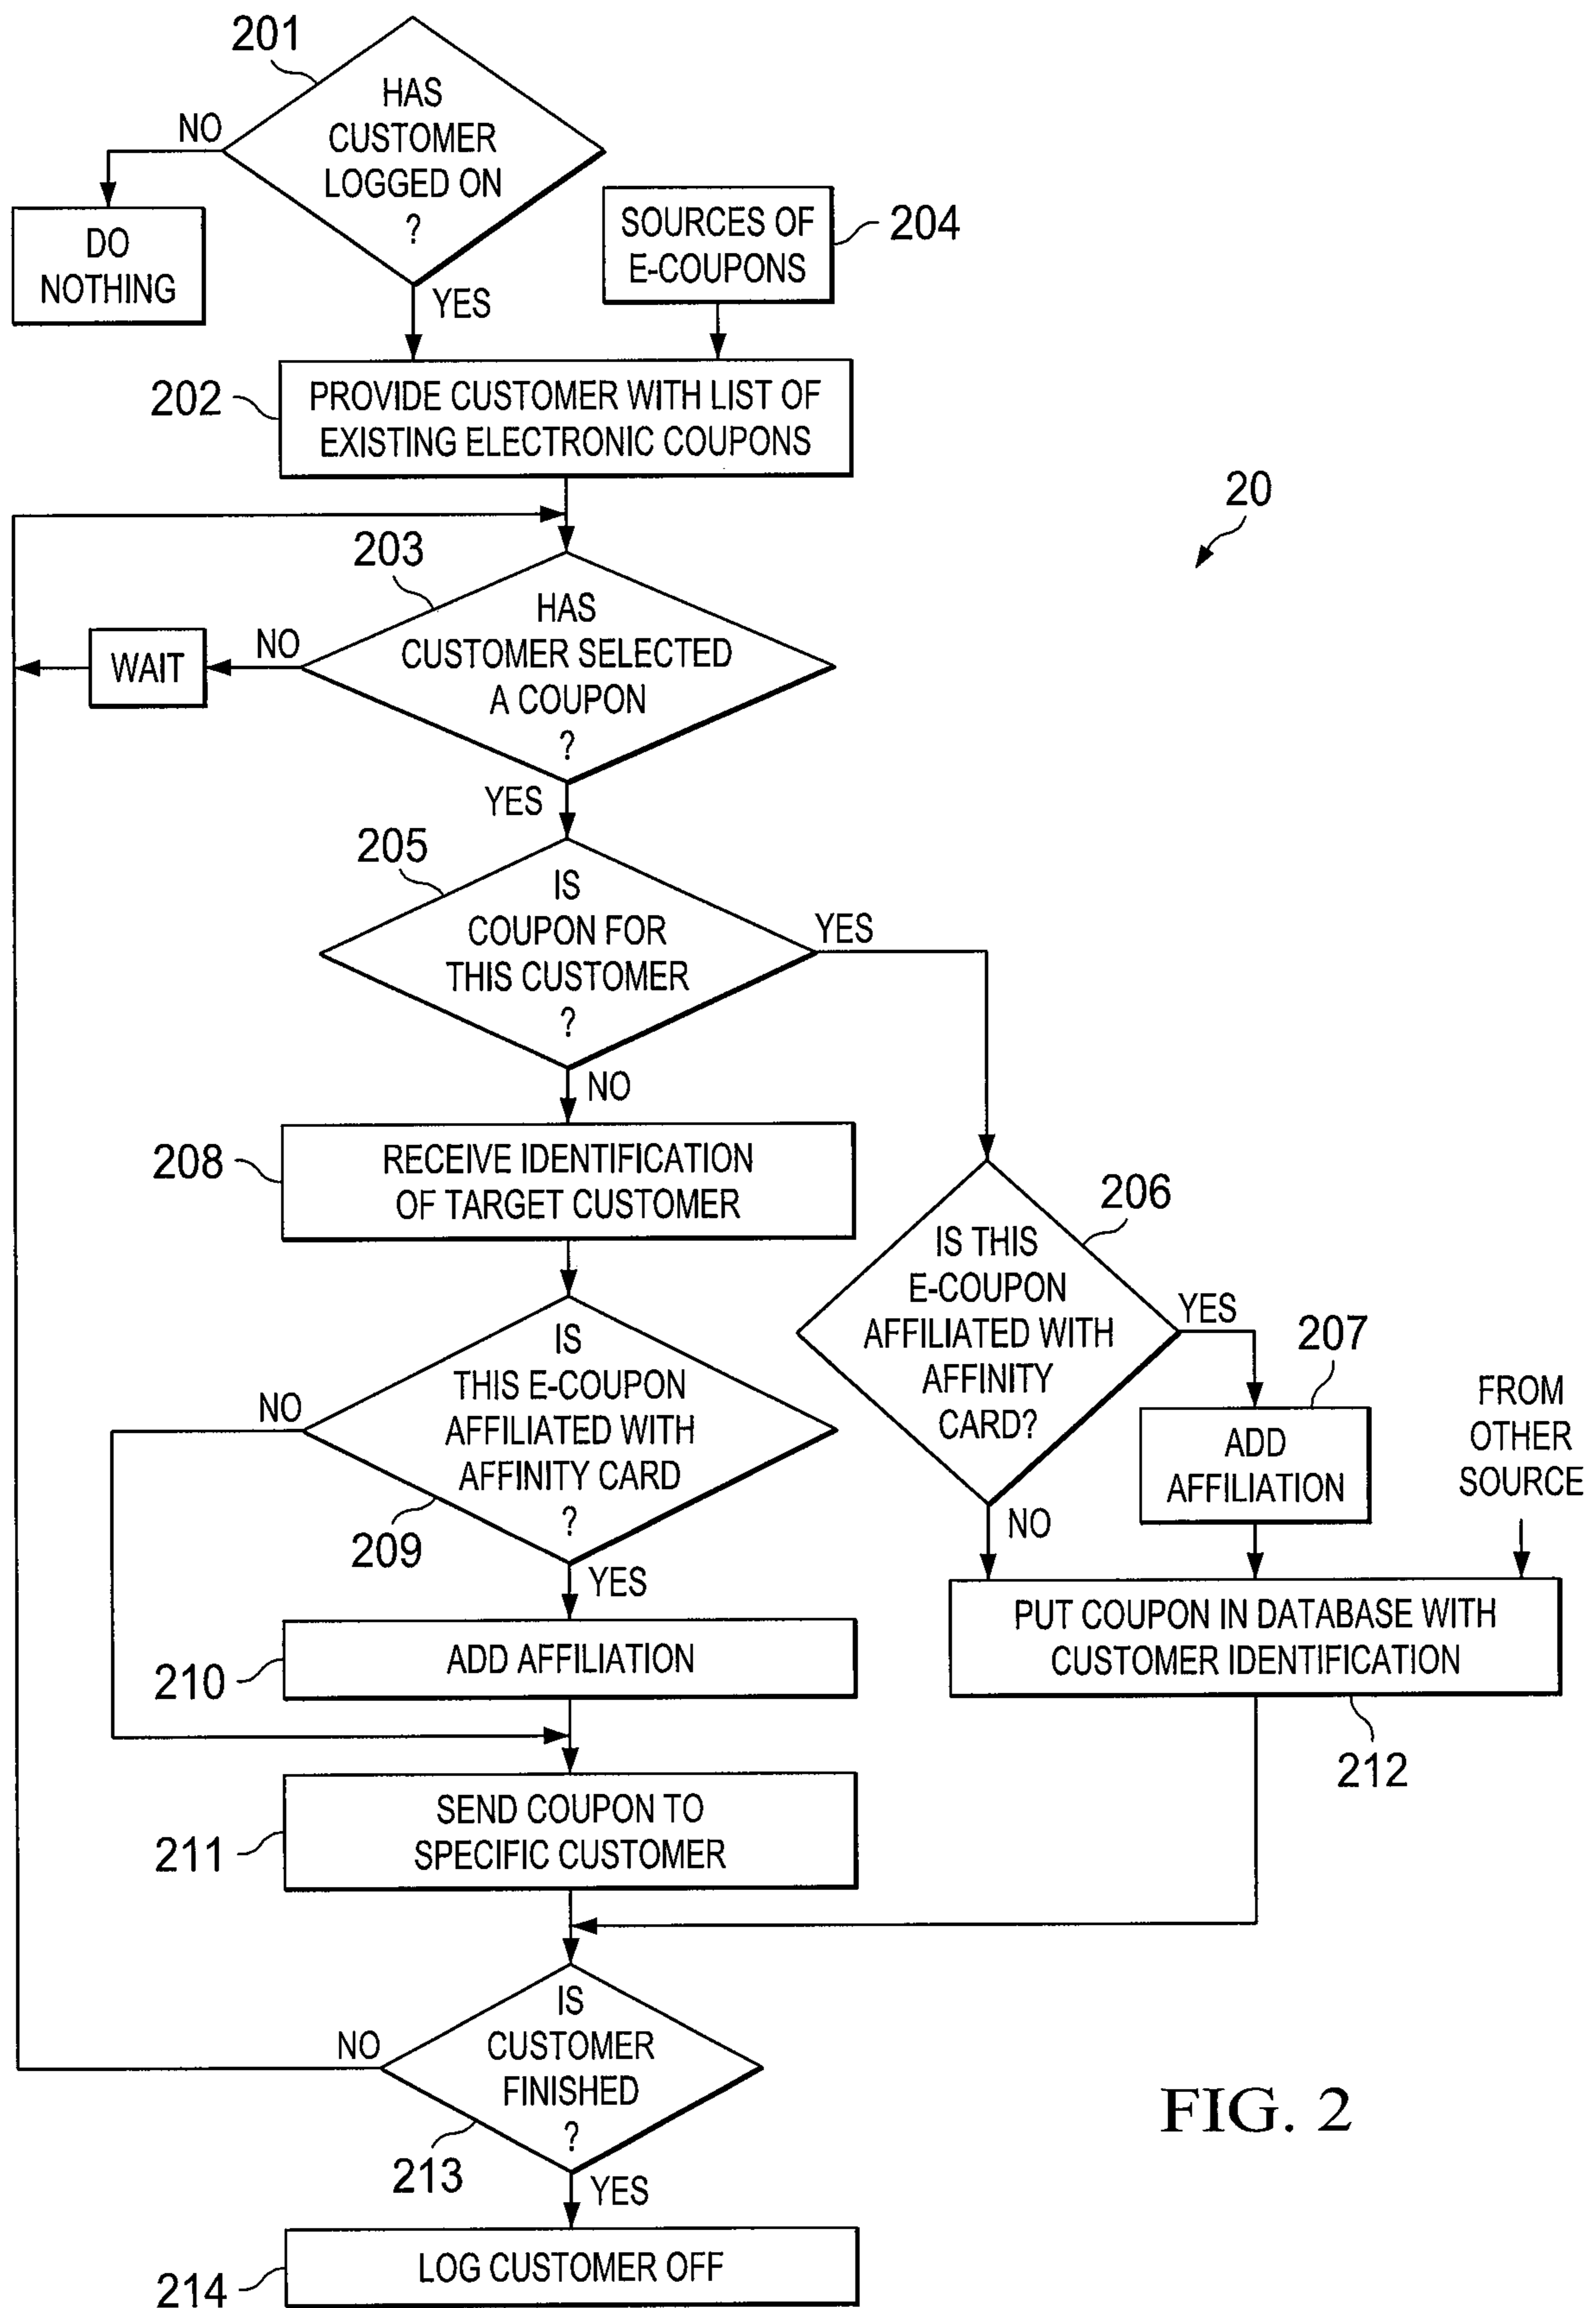 201
HAS
CUSTOMER
LOGGED ON
?
NO
DO
NOTHING
YES
SOURCES OF
E-COUPONS
204
202
PROVIDE CUSTOMER WITH LIST OF
EXISTING ELECTRONIC COUPONS
20
203
HAS
CUSTOMER SELECTED
A COUPON
?
NO
WAIT
YES
205
IS
COUPON FOR
THIS CUSTOMER
?
YES
NO
208
RECEIVE IDENTIFICATION
OF TARGET CUSTOMER
206
IS THIS
E-COUPON
AFFILIATED WITH
AFFINITY
CARD?
YES
207
ADD
AFFILIATION
FROM
OTHER
SOURCE
NO
IS
THIS E-COUPON
AFFILIATED WITH
AFFINITY CARD
?
NO
209
YES
210
ADD AFFILIATION
PUT COUPON IN DATABASE WITH
CUSTOMER IDENTIFICATION
212
211
SEND COUPON TO
SPECIFIC CUSTOMER
IS
CUSTOMER
FINISHED
?
NO
213
YES
214
LOG CUSTOMER OFF
FIG. 2